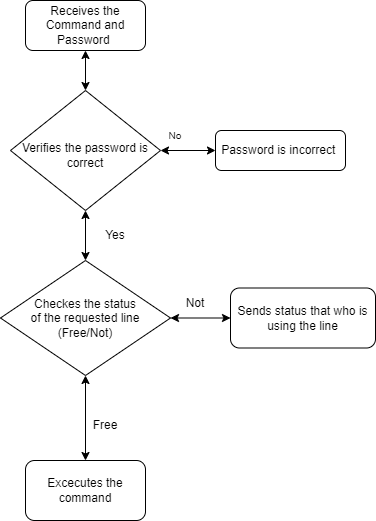 Receives the
Command and
Password
No
Verifies the password is
correct
Password is incorrect
Yes
Checkes the status
of the requested line
(Free/Not)
Not
Sends status that who is
using the line
Free
Excecutes the
command